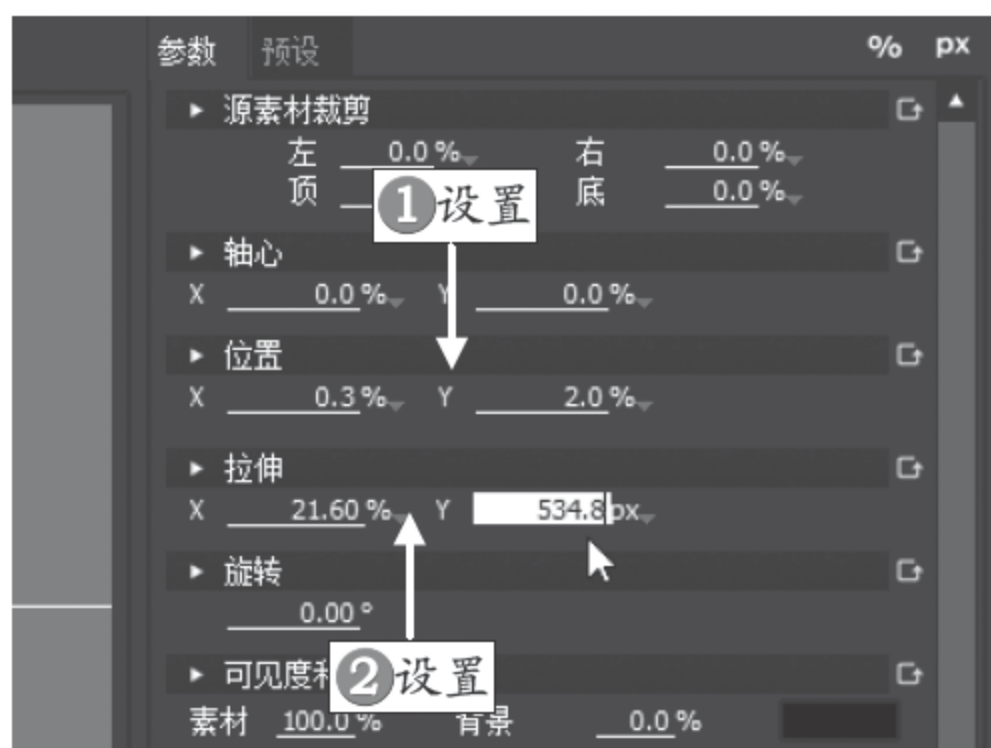 参数 预设 % px
源素材裁剪
左 0.0 % 右 0.0 %
顶 底 0.0 %
1 设置
轴心
X 0.0 % Y 0.0 %
位置
X 0.3 % Y 2.0 %
拉伸
X 21.60 % Y 534.8 px
旋转
0.00 °
可见度
2 设置
素材 100.0 % 背景 0.0 %